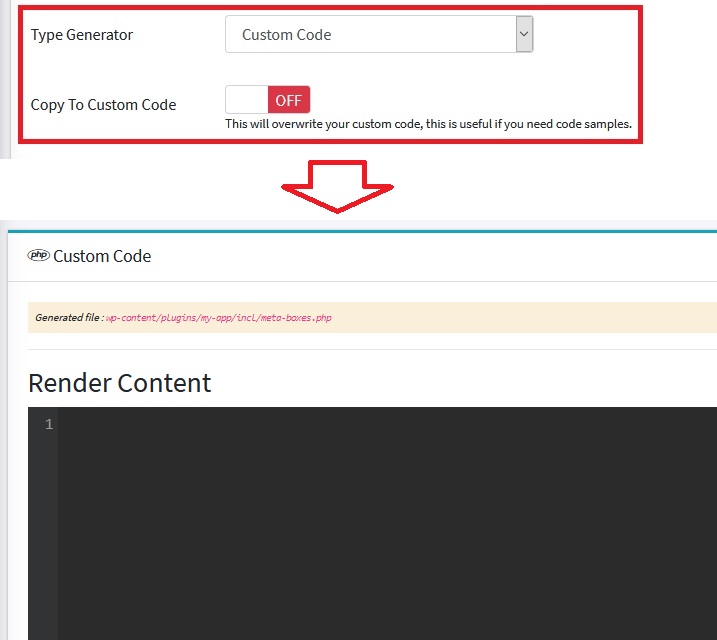 Type Generator Custom Code
Copy To Custom Code OFF
This will overwrite your custom code, this is useful if you need code samples.
php Custom Code
Generated file : wp-content/plugins/my-app/incl/meta-boxes.php
Render Content
1